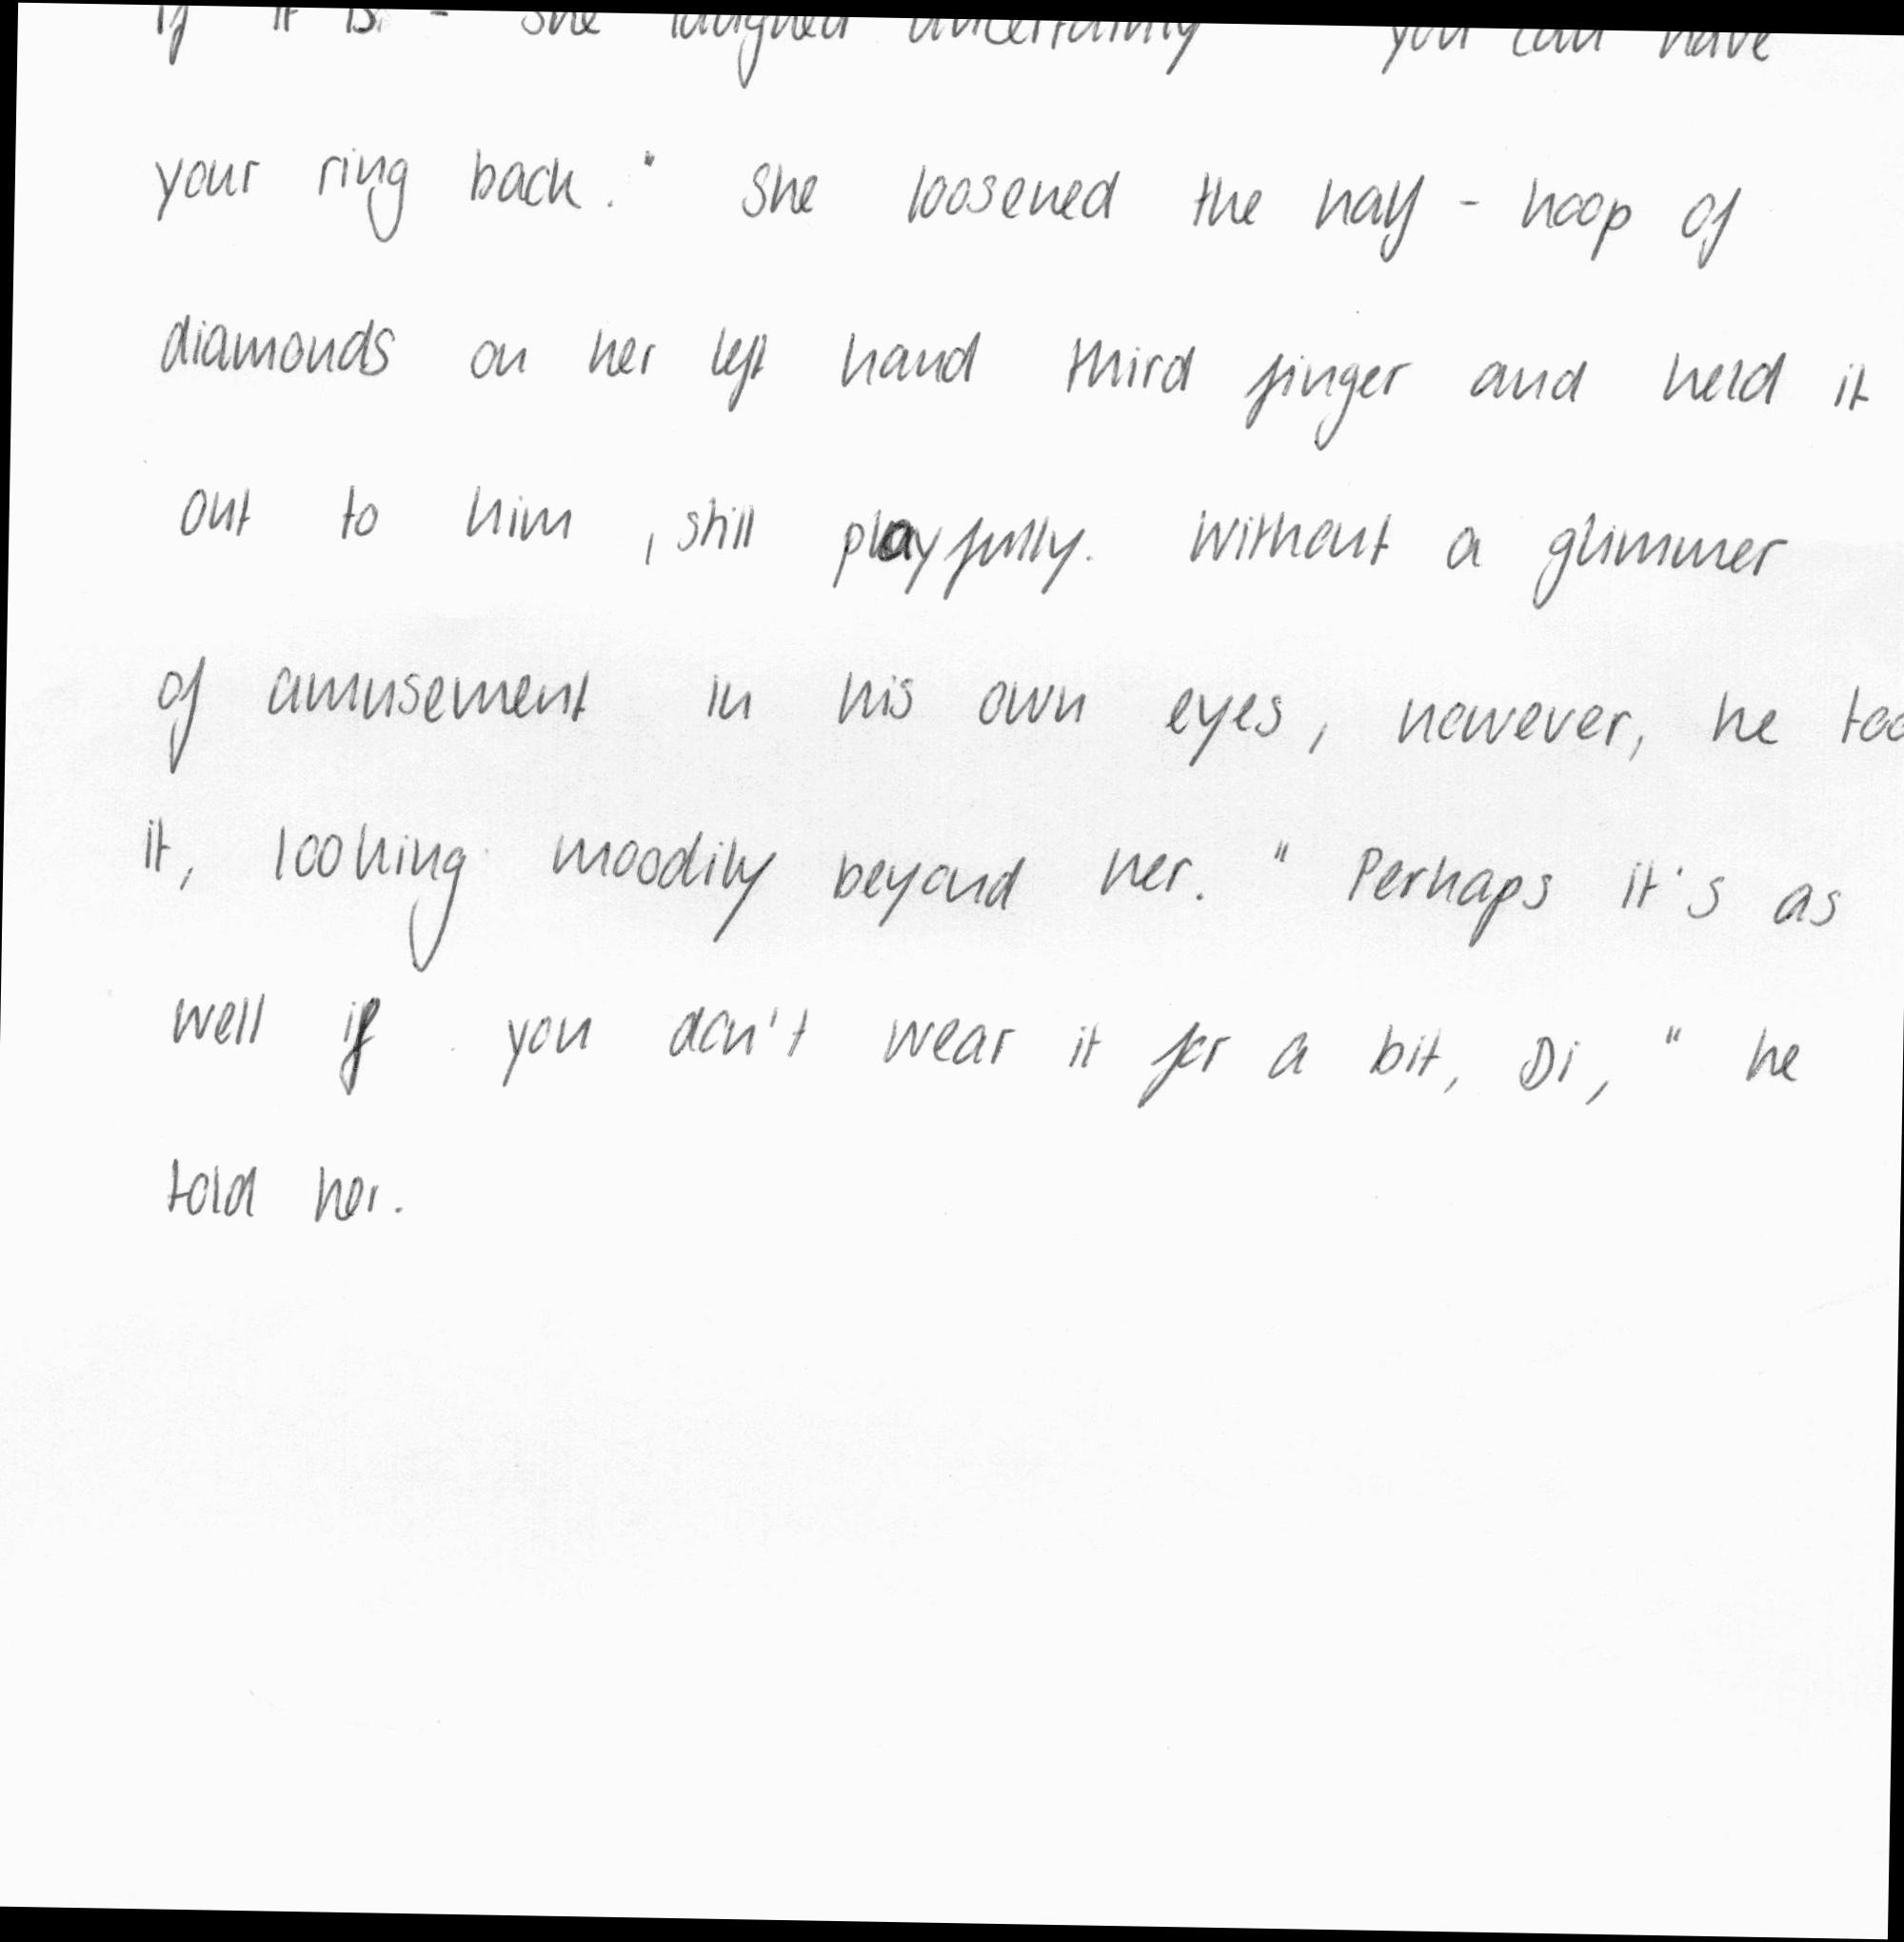 if it is - she laughed uncertainly you can have
your ring back." She loosened the half - hoop of
diamonds on her left hand third finger and held it
out to him , still playfully. Without a glimmer
of amusement in his own eyes, however, he too
it, looking moodily beyond her. "Perhaps it's as
well if you don't wear it for a bit, Di," he
told her.